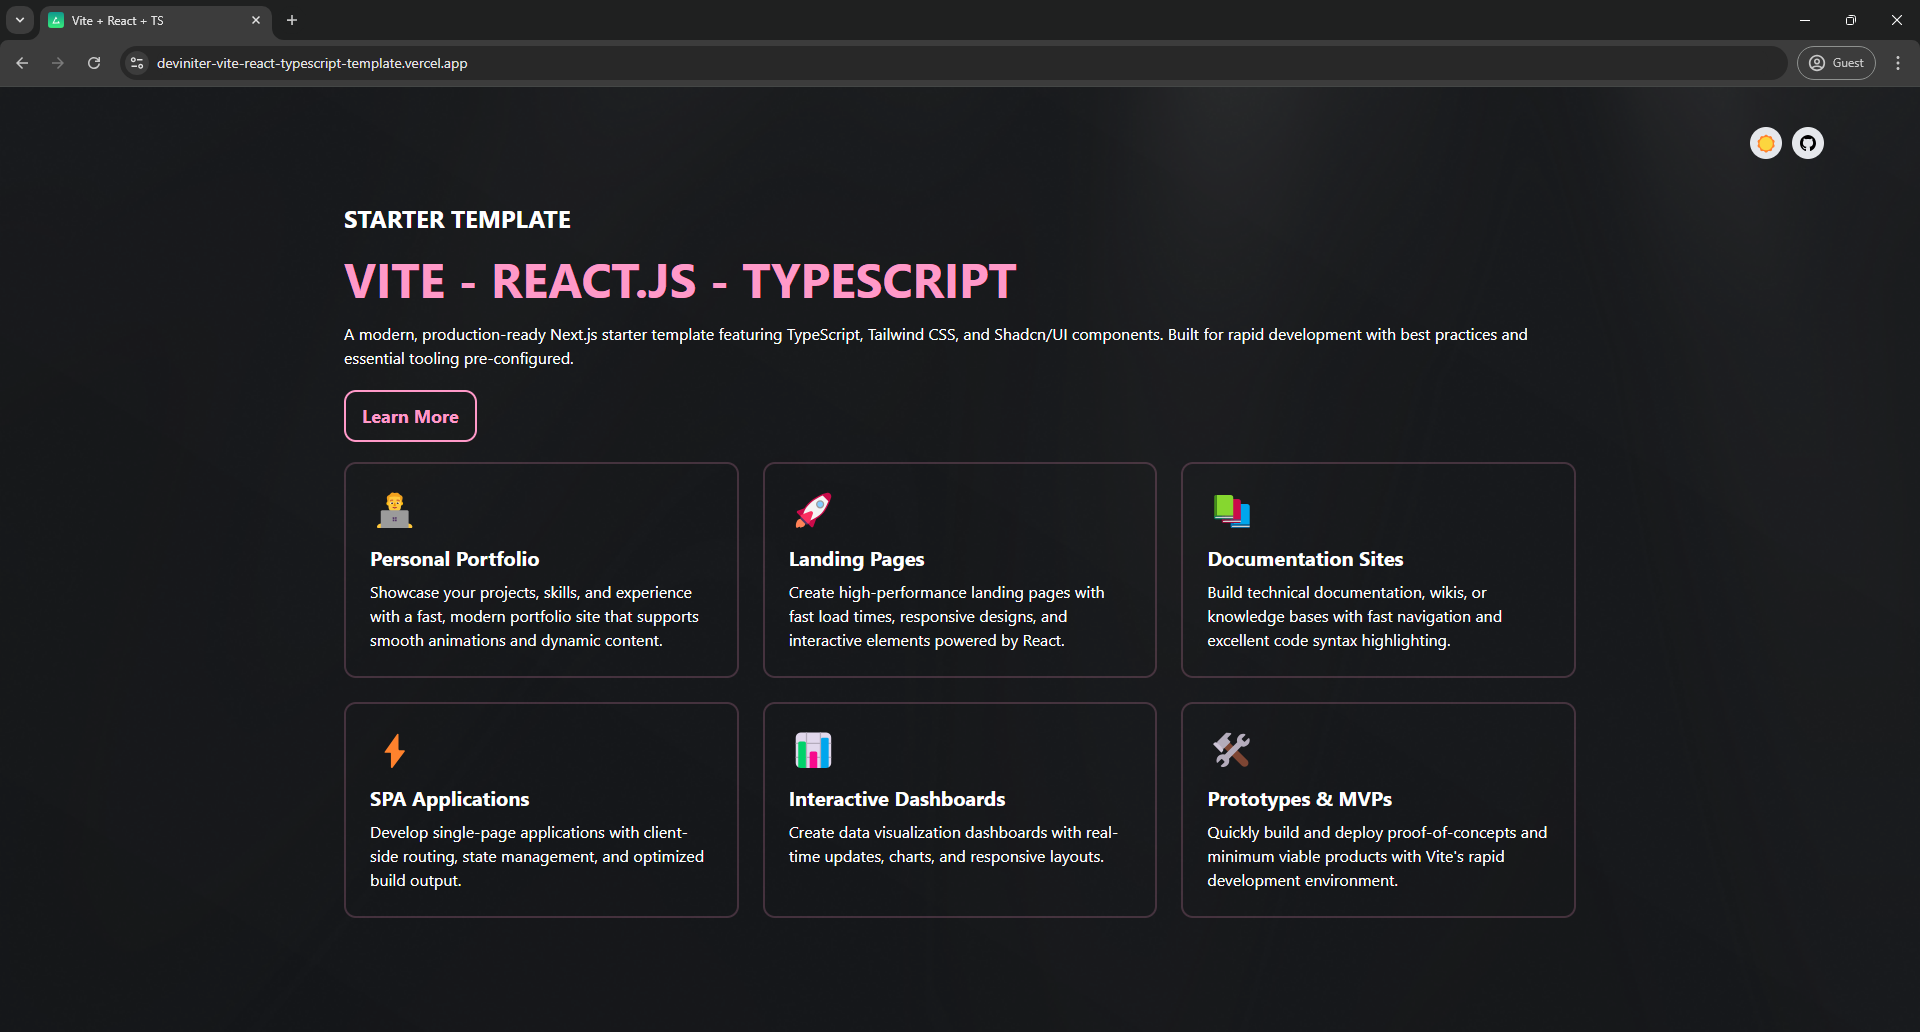 Vite + React + TS
deviniter-vite-react-typescript-template.vercel.app
Guest
STARTER TEMPLATE
VITE - REACT.JS - TYPESCRIPT
A modern, production-ready Next.js starter template featuring TypeScript, Tailwind CSS, and Shadcn/UI components. Built for rapid development with best practices and
essential tooling pre-configured.
Learn More
Personal Portfolio
Showcase your projects, skills, and experience
with a fast, modern portfolio site that supports
smooth animations and dynamic content.
Landing Pages
Create high-performance landing pages with
fast load times, responsive designs, and
interactive elements powered by React.
Documentation Sites
Build technical documentation, wikis, or
knowledge bases with fast navigation and
excellent code syntax highlighting.
SPA Applications
Develop single-page applications with client-
side routing, state management, and optimized
build output.
Interactive Dashboards
Create data visualization dashboards with real-
time updates, charts, and responsive layouts.
Prototypes & MVPs
Quickly build and deploy proof-of-concepts and
minimum viable products with Vite's rapid
development environment.